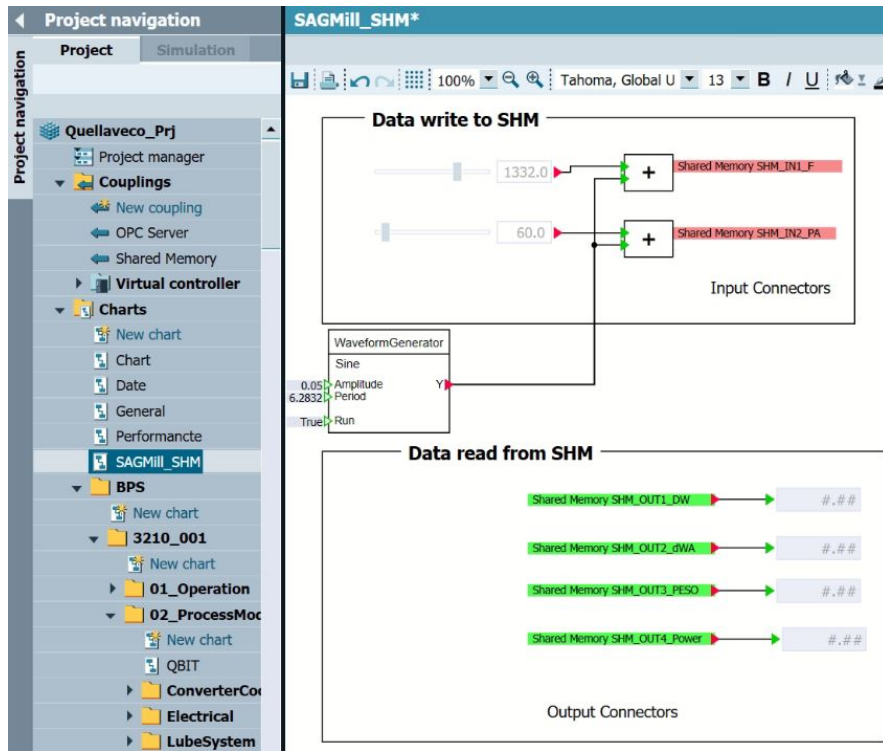 Project navigation
Project
Simulation
Project navigation
Quellaveco_Prj
Project manager
Couplings
New coupling
OPC Server
Shared Memory
Virtual controller
Charts
New chart
Chart
Date
General
Performancte
SAGMill_SHM
BPS
New chart
3210_001
New chart
01_Operation
02_ProcessMod
New chart
QBIT
ConverterCoo
Electrical
LubeSystem
SAGMill_SHM*
100%
Tahoma, Global U
13
B I U
Data write to SHM
1332.0
+
Shared Memory SHM_IN1_F
60.0
+
Shared Memory SHM_IN2_PA
Input Connectors
WaveformGenerator
Sine
0.05 Amplitude Y
6.2832 Period
True Run
Data read from SHM
Shared Memory SHM_OUT1_DW #.##
Shared Memory SHM_OUT2_dWA #.##
Shared Memory SHM_OUT3_PESO #.##
Shared Memory SHM_OUT4_Power #.##
Output Connectors